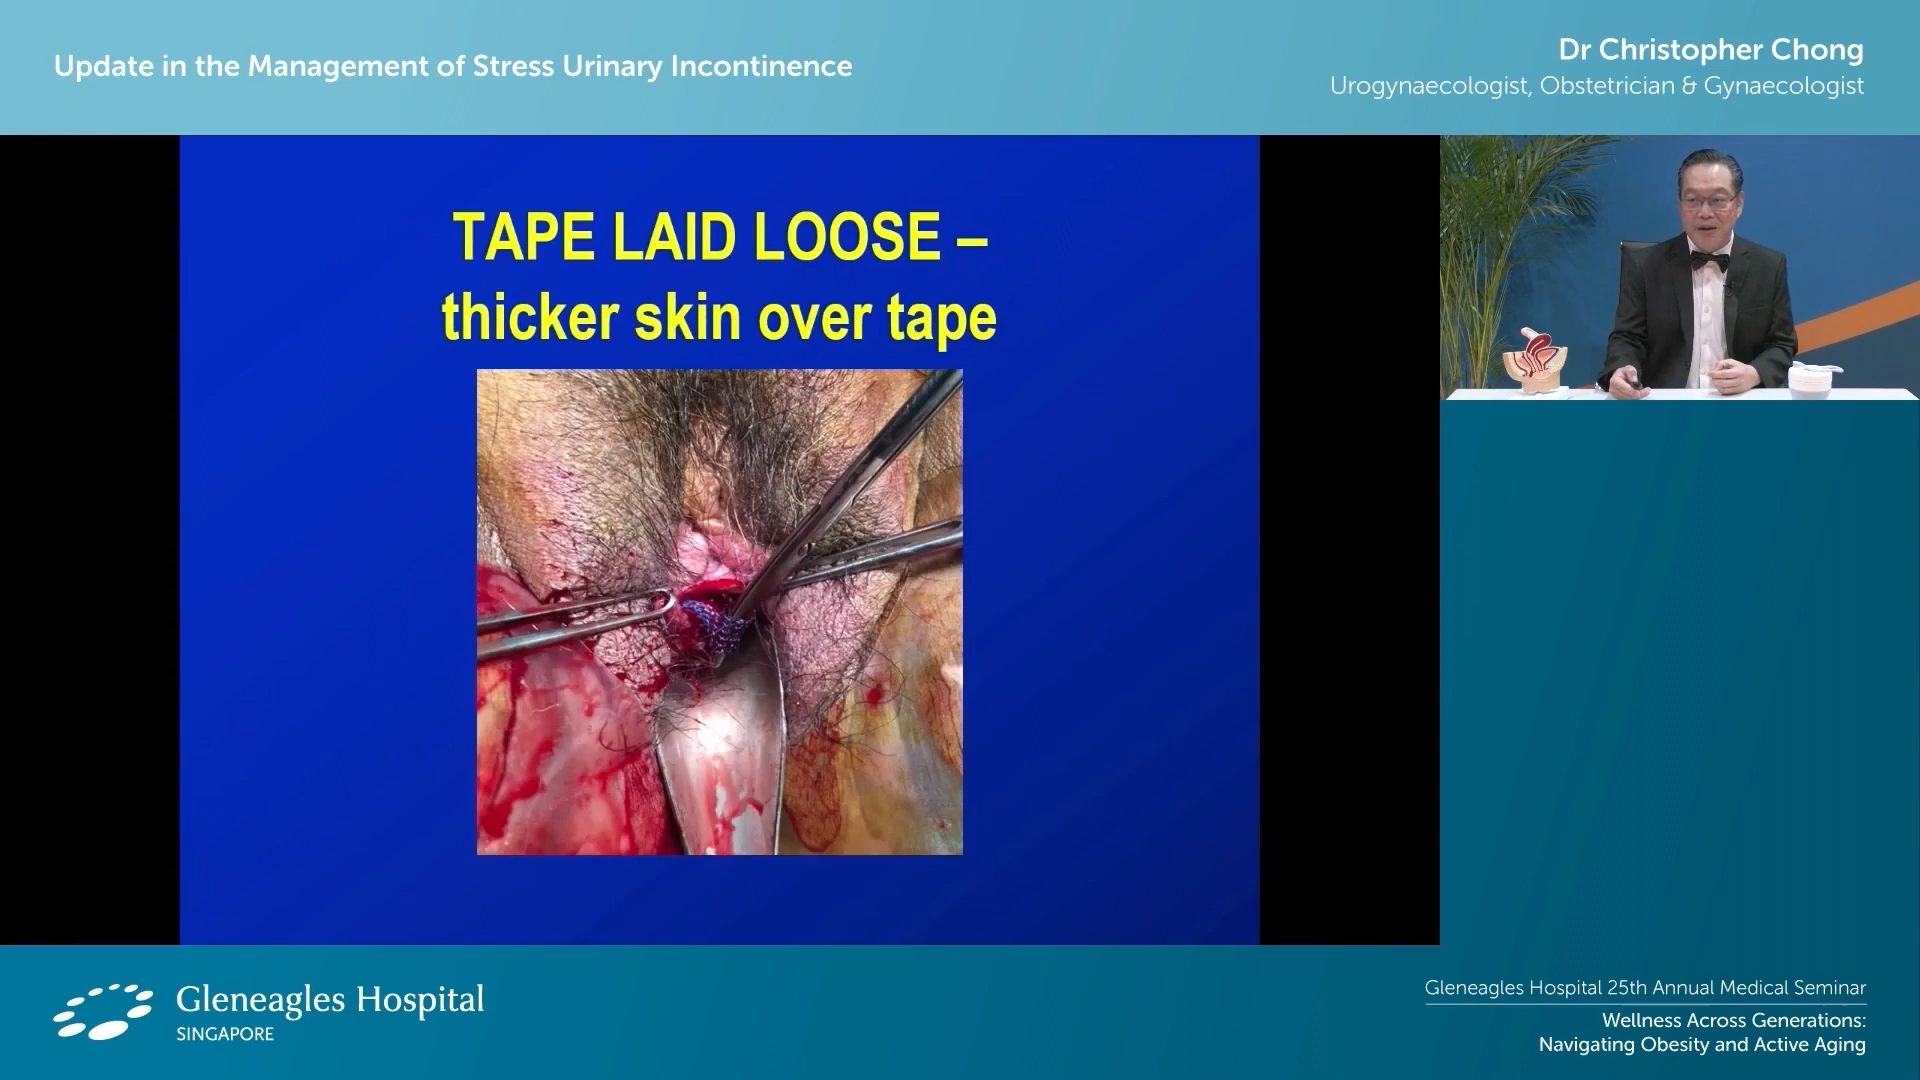 Update in the Management of Stress Urinary Incontinence
Dr Christopher Chong
Urogynaecologist, Obstetrician & Gynaecologist
TAPE LAID LOOSE –
thicker skin over tape
Gleneagles Hospital
SINGAPORE
Gleneagles Hospital 25th Annual Medical Seminar
Wellness Across Generations:
Navigating Obesity and Active Aging